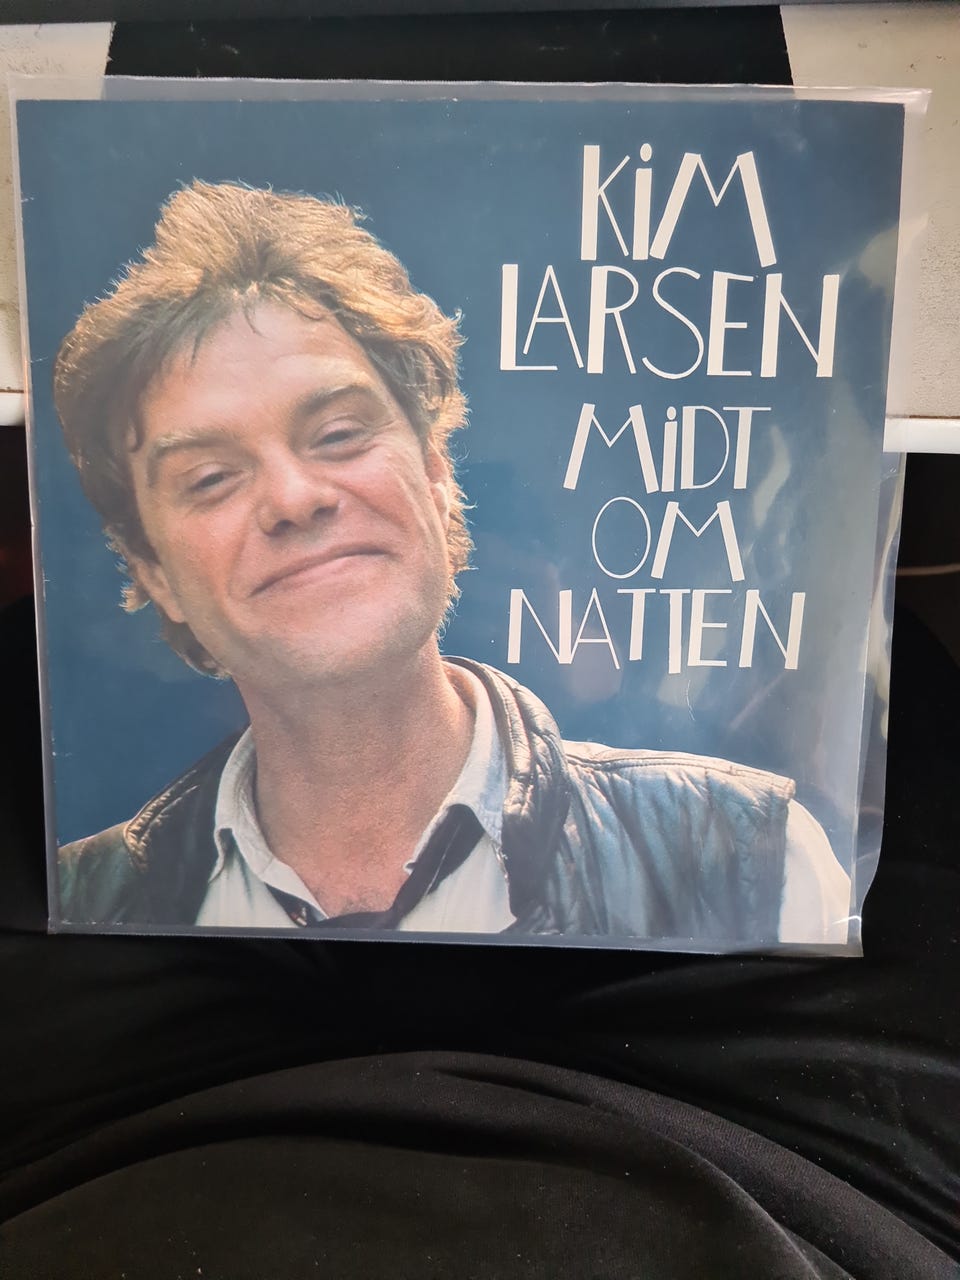 KiM
LARSEN
MiDT
OM
NATTEN